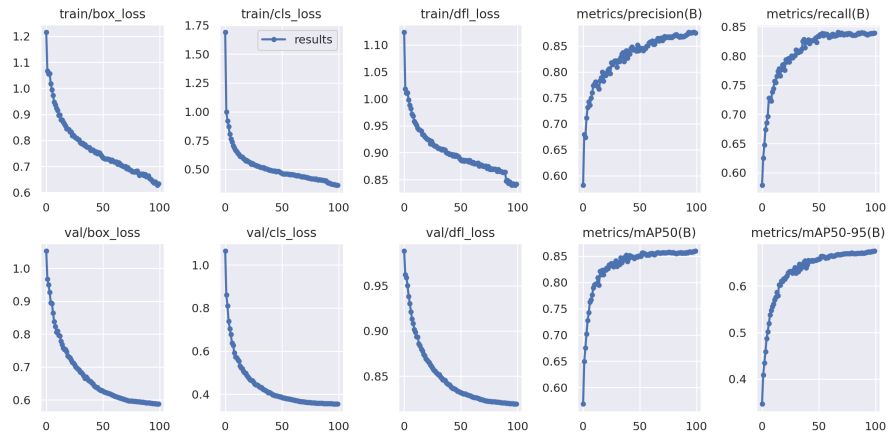 train/box_loss
train/cls_loss
train/dfl_loss
metrics/precision(B)
metrics/recall(B)
1.2
1.1
1.0
0.9
0.8
0.7
0.6
0 50 100
1.75
1.50
1.25
1.00
0.75
0.50
results
0 50 100
1.10
1.05
1.00
0.95
0.90
0.85
0 50 100
0.85
0.80
0.75
0.70
0.65
0.60
0 50 100
0.85
0.80
0.75
0.70
0.65
0.60
0 50 100
val/box_loss
val/cls_loss
val/dfl_loss
metrics/mAP50(B)
metrics/mAP50-95(B)
1.0
0.9
0.8
0.7
0.6
0 50 100
1.0
0.8
0.6
0.4
0 50 100
0.95
0.90
0.85
0 50 100
0.85
0.80
0.75
0.70
0.65
0.60
0 50 100
0.6
0.5
0.4
0 50 100